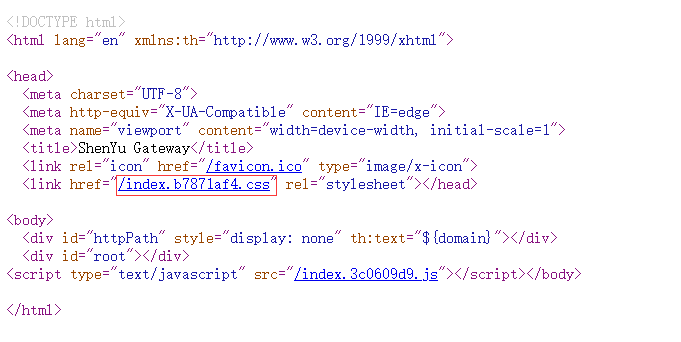 <!DOCTYPE html>
<html lang="en" xmlns:th="http://www.w3.org/1999/xhtml">
<head>
<meta charset="UTF-8">
<meta http-equiv="X-UA-Compatible" content="IE=edge">
<meta name="viewport" content="width=device-width, initial-scale=1">
<title>ShenYu Gateway</title>
<link rel="icon" href="/favicon.ico" type="image/x-icon">
<link href="/index.b7871af4.css" rel="stylesheet"></head>
<body>
<div id="httpPath" style="display: none" th:text="${domain}"></div>
<div id="root"></div>
<script type="text/javascript" src="/index.3c0609d9.js"></script></body>
</html>